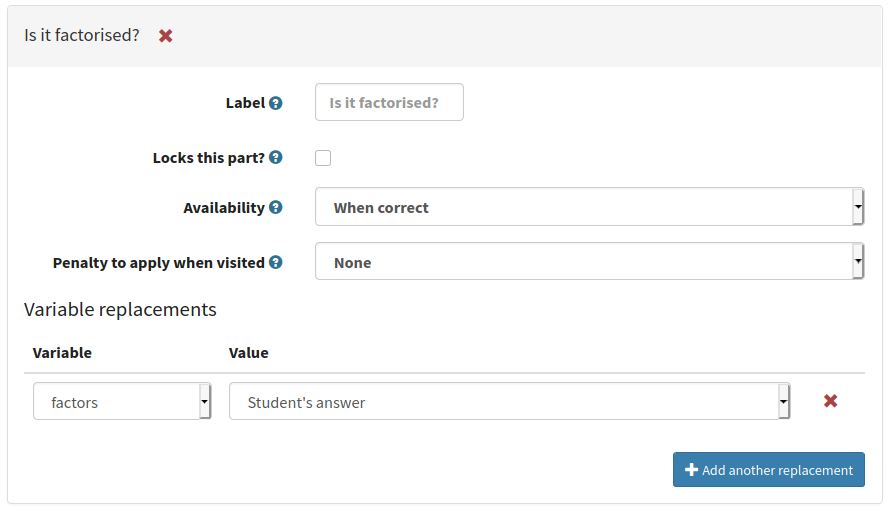 Is it factorised?
Label
Is it factorised?
Locks this part?
Availability
When correct
Penalty to apply when visited
None
Variable replacements
Variable Value
factors Student's answer
Add another replacement